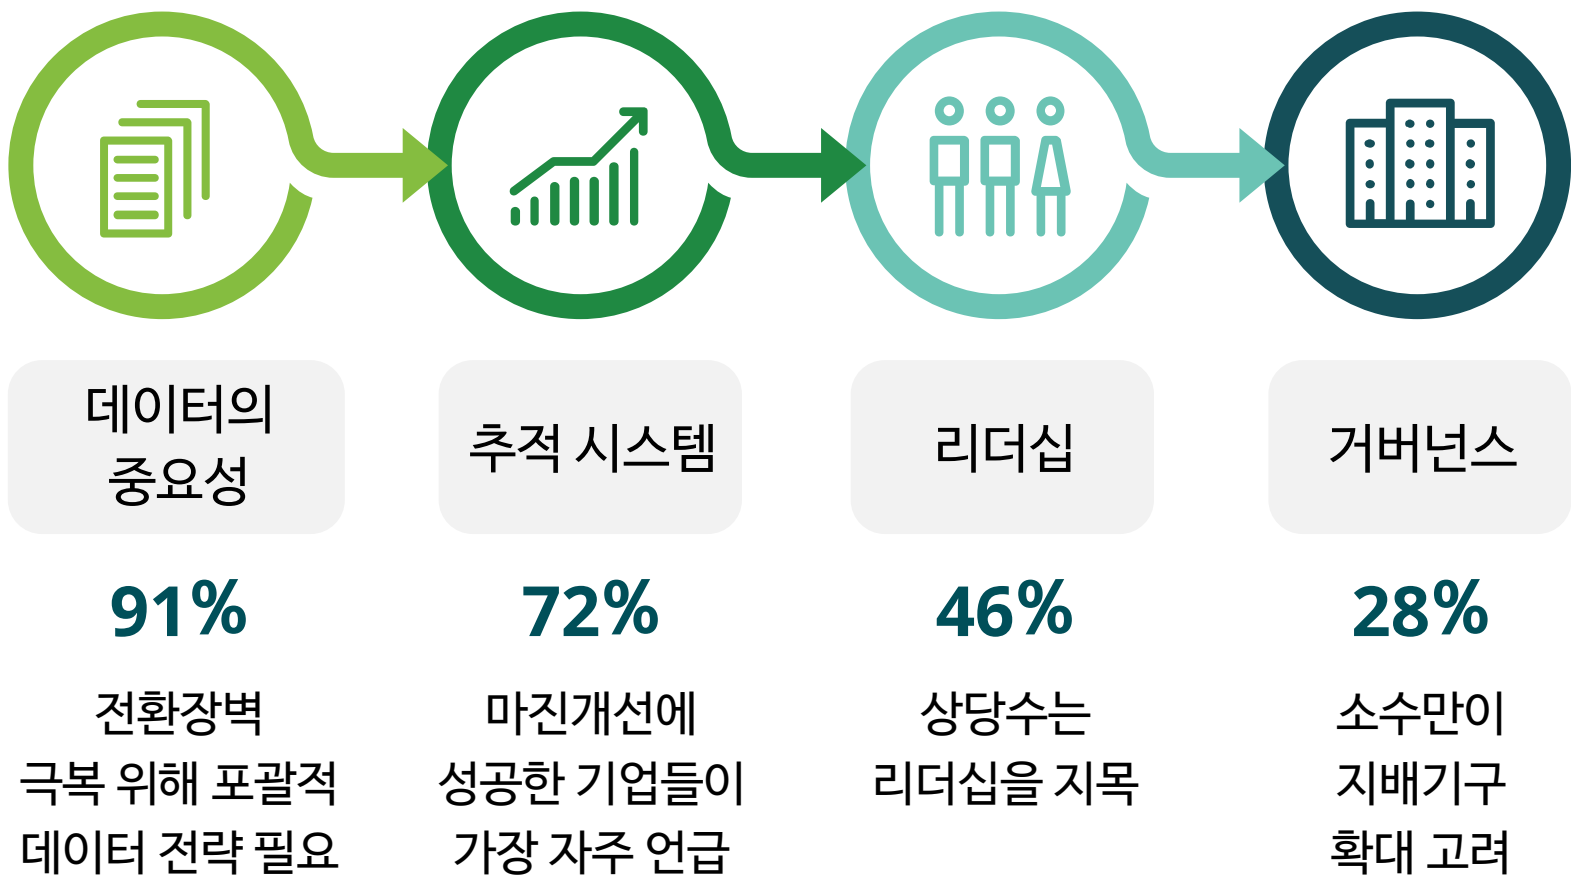 데이터의
중요성
91%
전환장벽
극복 위해 포괄적
데이터 전략 필요
추적 시스템
72%
마진개선에
성공한 기업들이
가장 자주 언급
리더십
46%
상당수는
리더십을 지목
거버넌스
28%
소수만이
지배기구
확대 고려